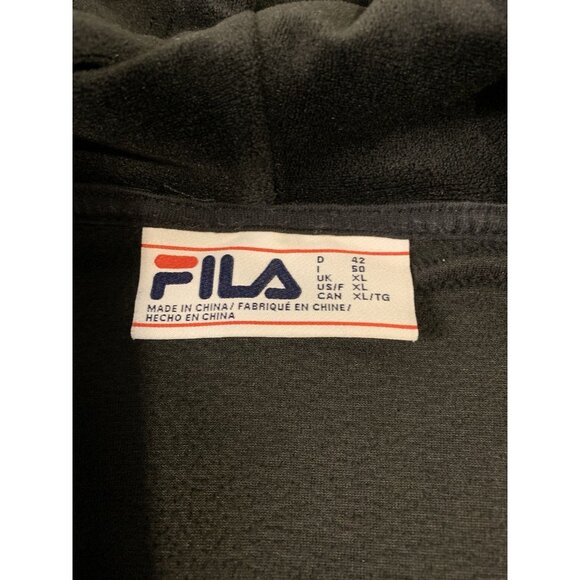 FILA
D 42
I 50
UK XL
US/F XL
CAN XL/TG
MADE IN CHINA/FABRIQUÉ EN CHINE/
HECHO EN CHINA